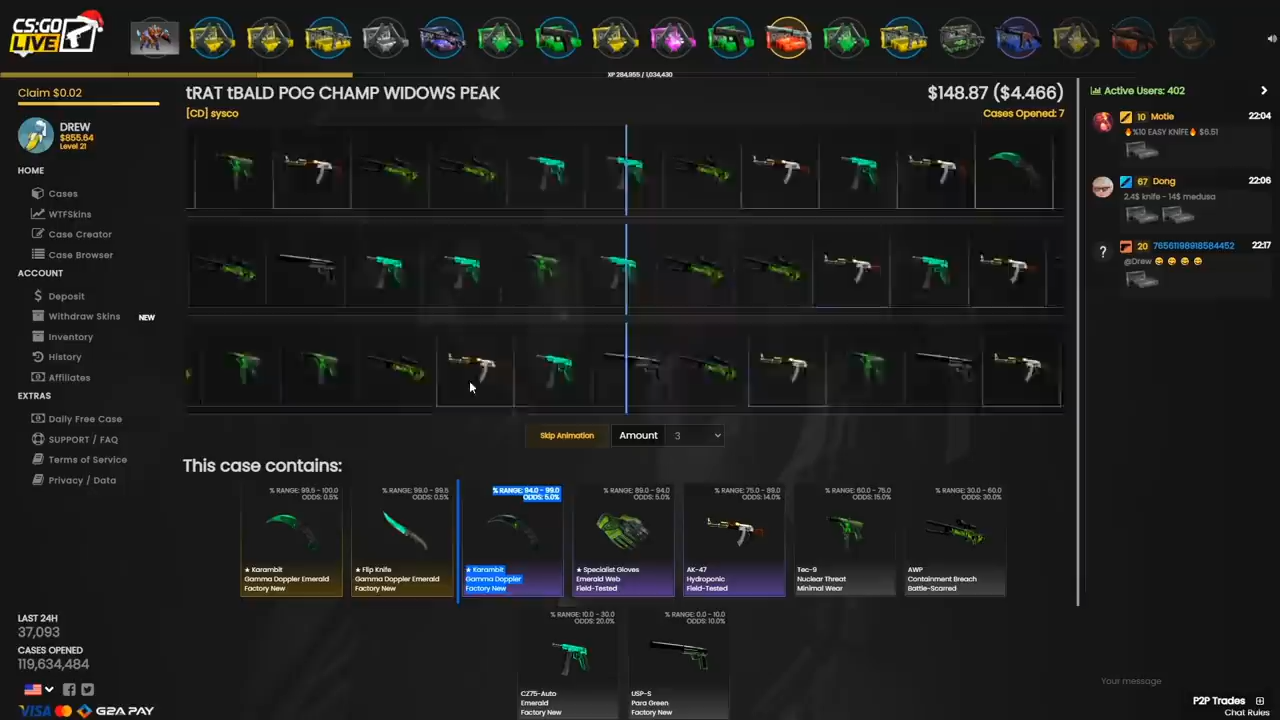 CS:GO
LIVE
XP 284,955 / 1,034,430
Claim $0.02
DREW
$855.64
Level 21
HOME
Cases
WTFSkins
Case Creator
Case Browser
ACCOUNT
Deposit
Withdraw Skins NEW
Inventory
History
Affiliates
EXTRAS
Daily Free Case
SUPPORT / FAQ
Terms of Service
Privacy / Data
LAST 24H
37,093
CASES OPENED
119,634,484
VISA G2A PAY
tRAT tBALD POG CHAMP WIDOWS PEAK
$148.87 ($4.466)
[CD] sysco
Cases Opened: 7
Skip Animation Amount 3
This case contains:
% RANGE: 99.5 - 100.0
ODDS: 0.5%
★ Karambit
Gamma Doppler Emerald
Factory New
% RANGE: 99.0 - 99.5
ODDS: 0.5%
★ Flip Knife
Gamma Doppler Emerald
Factory New
% RANGE: 94.0 - 99.0
ODDS: 5.0%
★ Karambit
Gamma Doppler
Factory New
% RANGE: 89.0 - 94.0
ODDS: 5.0%
★ Specialist Gloves
Emerald Web
Field-Tested
% RANGE: 75.0 - 89.0
ODDS: 14.0%
AK-47
Hydroponic
Field-Tested
% RANGE: 60.0 - 75.0
ODDS: 15.0%
Tec-9
Nuclear Threat
Minimal Wear
% RANGE: 30.0 - 60.0
ODDS: 30.0%
AWP
Containment Breach
Battle-Scarred
% RANGE: 10.0 - 30.0
ODDS: 20.0%
CZ75-Auto
Emerald
Factory New
% RANGE: 0.0 - 10.0
ODDS: 10.0%
USP-S
Para Green
Factory New
Active Users: 402
10 Motie 22:04
🔥%10 EASY KNİFE🔥 $6.51
67 Dong 22:06
2.4$ knife - 14$ medusa
? 20 76561198918584452 22:17
@Drew 😄 😄 😄 😄
Your message
P2P Trades
Chat Rules